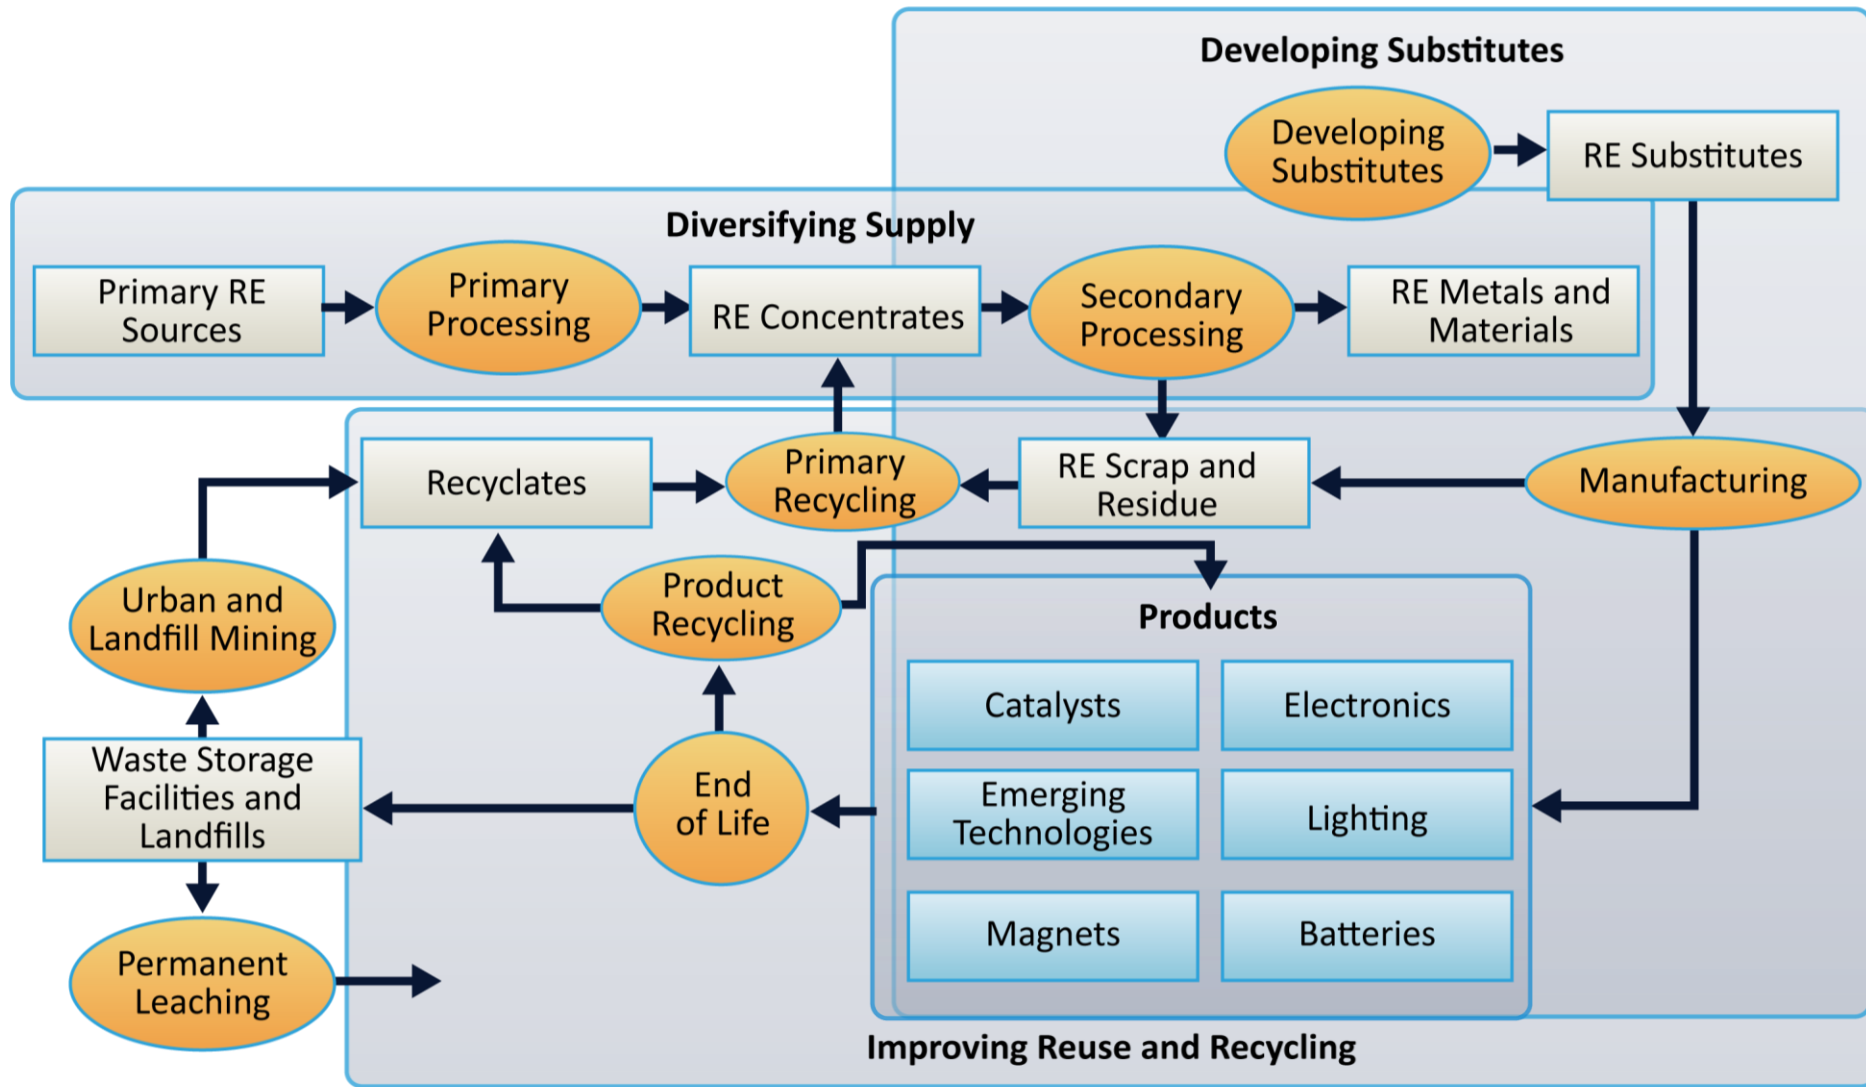 Developing Substitutes
Developing
Substitutes
RE Substitutes
Diversifying Supply
Primary RE
Sources
Primary
Processing
RE Concentrates
Secondary
Processing
RE Metals and
Materials
Recyclates
Primary
Recycling
RE Scrap and
Residue
Manufacturing
Urban and
Landfill Mining
Product
Recycling
Products
Catalysts
Electronics
Waste Storage
Facilities and
Landfills
End
of Life
Emerging
Technologies
Lighting
Magnets
Batteries
Permanent
Leaching
Improving Reuse and Recycling